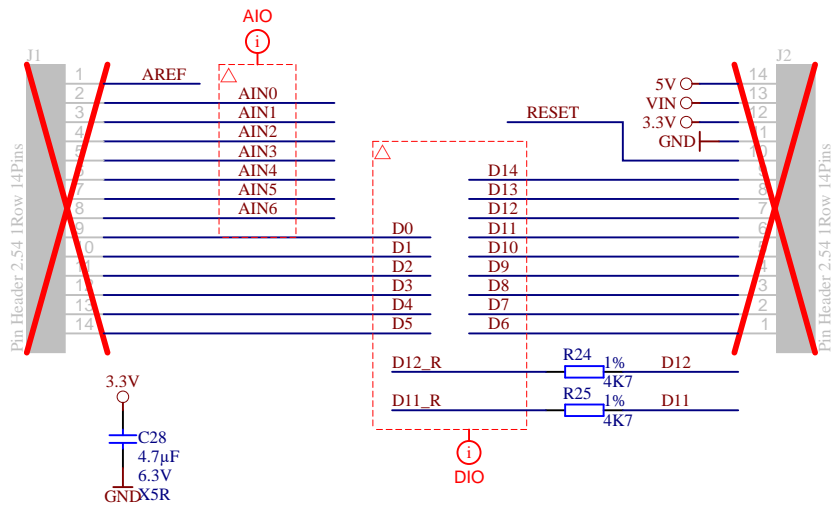 AIO
i
J1
J2
1
AREF
14
5V
2
AIN0
13
VIN
3
AIN1
RESET
12
3.3V
4
AIN2
11
GND
5
AIN3
10
6
AIN4
D14
9
7
AIN5
D13
8
8
AIN6
D12
7
9
D0
D11
6
10
D1
D10
5
11
D2
D9
4
12
D3
D8
3
13
D4
D7
2
14
D5
D6
1
Pin Header 2.54 1Row 14Pins
Pin Header 2.54 1Row 14Pins
D12_R
R24
1%
4K7
D12
D11_R
R25
1%
4K7
D11
3.3V
C28
4.7µF
6.3V
X5R
GND
i
DIO